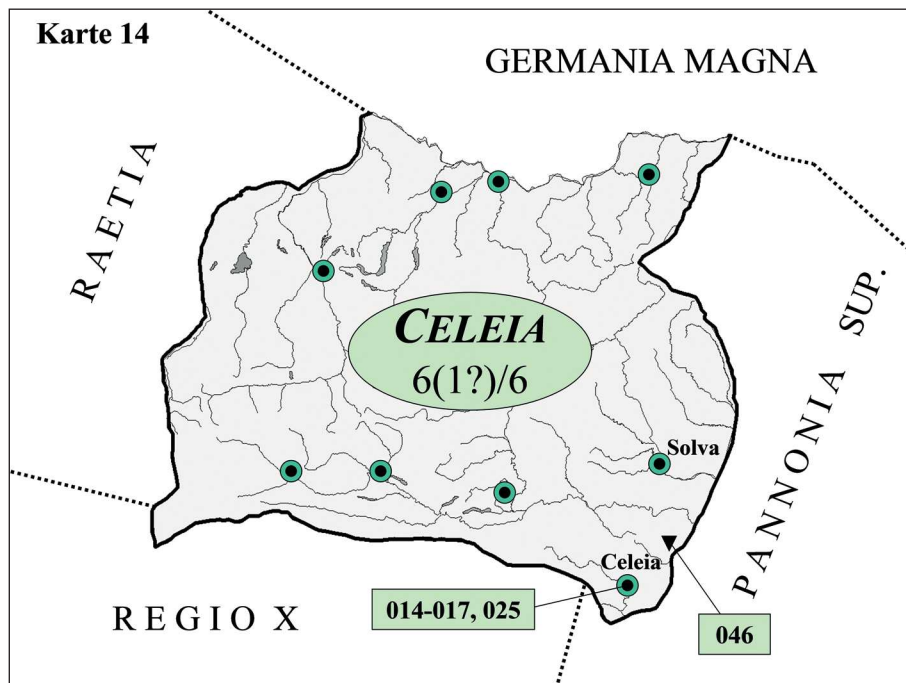 Karte 14
GERMANIA MAGNA
RAETIA
CELEIA
6(1?)/6
PANNONIA SUP.
Solva
Celeia
REGIO X
014-017, 025
046